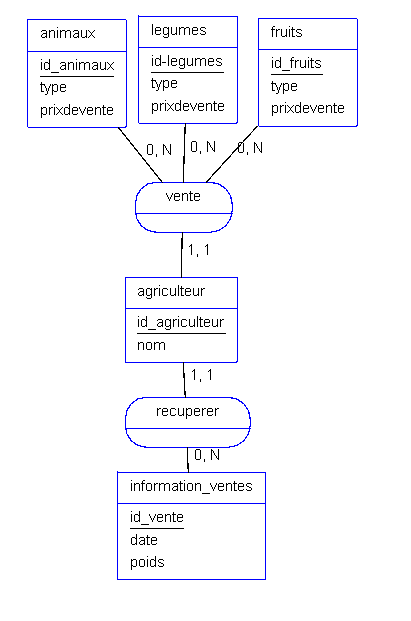 animaux
id_animaux
type
prixdevente
legumes
id-legumes
type
prixdevente
fruits
id_fruits
type
prixdevente
0, N
0, N
0, N
vente
1, 1
agriculteur
id_agriculteur
nom
1, 1
recuperer
0, N
information_ventes
id_vente
date
poids